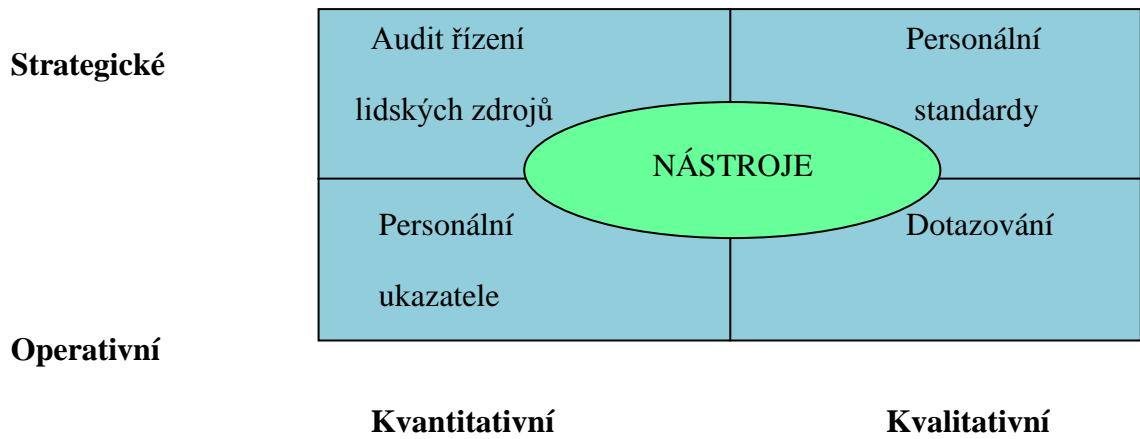 Strategické
Audit řízení
lidských zdrojů
Personální
standardy
NÁSTROJE
Personální
ukazatele
Dotazování
Operativní
Kvantitativní
Kvalitativní